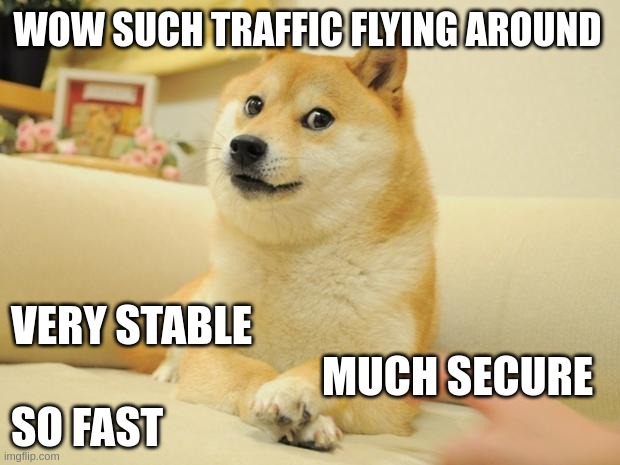 WOW SUCH TRAFFIC FLYING AROUND
VERY STABLE
MUCH SECURE
SO FAST
imgflip.com